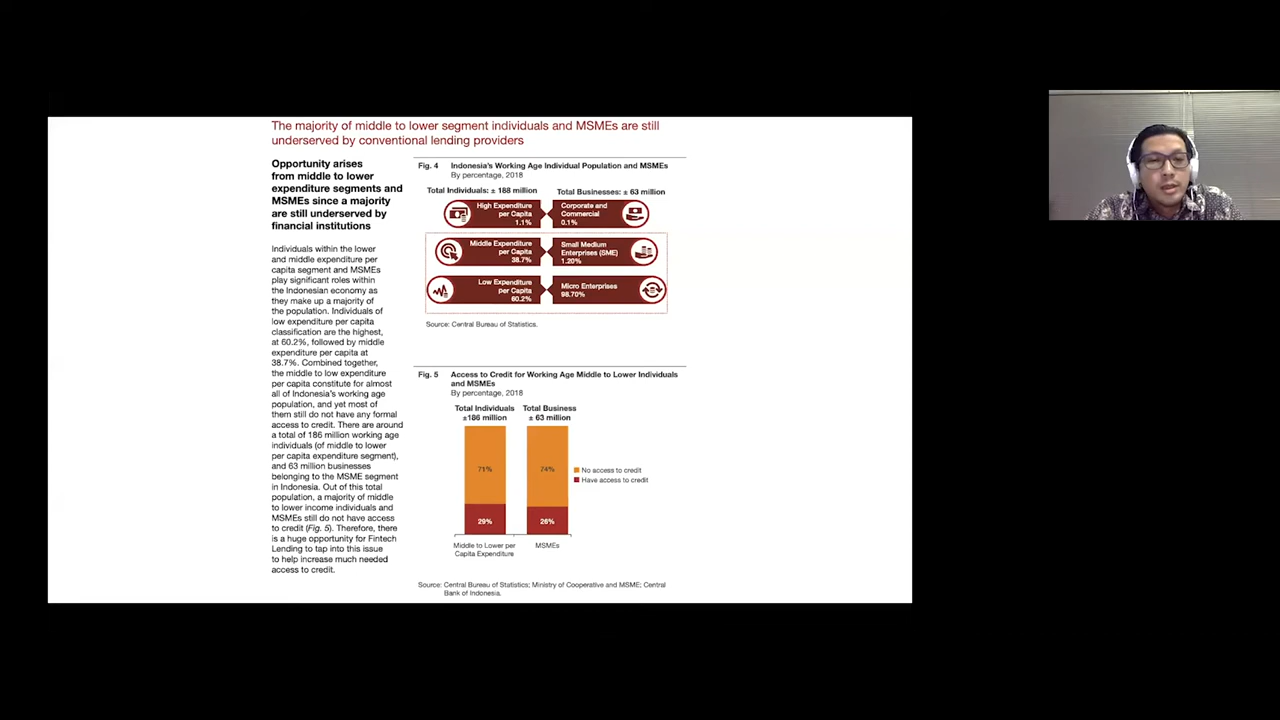 The majority of middle to lower segment individuals and MSMEs are still
underserved by conventional lending providers
Opportunity arises
from middle to lower
expenditure segments and
MSMEs since a majority
are still underserved by
financial institutions
Individuals within the lower
and middle expenditure per
capita segment and MSMEs
play significant roles within
the Indonesian economy as
they make up a majority of
the population. Individuals of
low expenditure per capita
classification are the highest,
at 60.2%, followed by middle
expenditure per capita at
38.7%. Combined together,
the middle to low expenditure
per capita constitute for almost
all of Indonesia's working age
population, and yet most of
them still do not have any formal
access to credit. There are around
a total of 186 million working age
individuals (of middle to lower
per capita expenditure segment),
and 63 million businesses
belonging to the MSME segment
in Indonesia. Out of this total
population, a majority of middle
to lower income individuals and
MSMEs still do not have access
to credit (Fig. 5). Therefore, there
is a huge opportunity for Fintech
Lending to tap into this issue
to help increase much needed
access to credit.
Fig. 4 Indonesia's Working Age Individual Population and MSMEs
By percentage, 2018
Total Individuals: ± 188 million
Total Businesses: ± 63 million
High Expenditure
per Capita
1.1%
Corporate and
Commercial
0.1%
Middle Expenditure
per Capita
38.7%
Small Medium
Enterprises (SME)
1.20%
Low Expenditure
per Capita
60.2%
Micro Enterprises
98.70%
Source: Central Bureau of Statistics.
Fig. 5 Access to Credit for Working Age Middle to Lower Individuals
and MSMEs
By percentage, 2018
Total Individuals
±186 million
Total Business
± 63 million
71%
74%
29%
26%
No access to credit
Have access to credit
Middle to Lower per
Capita Expenditure
MSMEs
Source: Central Bureau of Statistics; Ministry of Cooperative and MSME; Central
Bank of Indonesia.